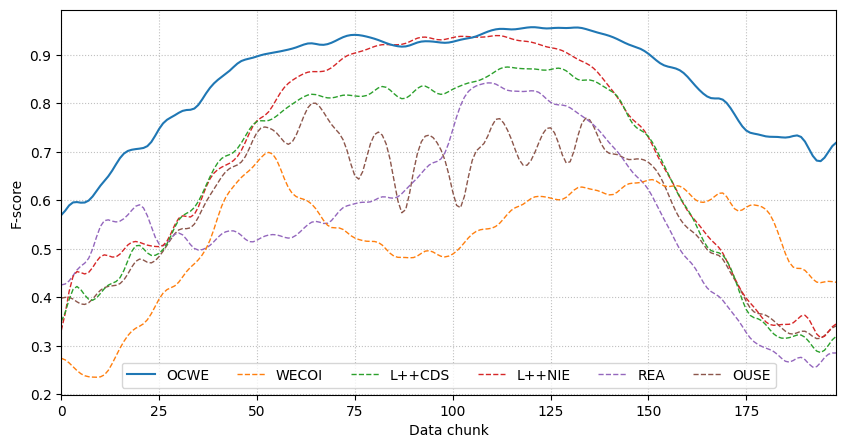 0.9
0.8
0.7
0.6
0.5
0.4
0.3
0.2
F-score
OCWE WECOI L++CDS L++NIE REA OUSE
0 25 50 75 100 125 150 175
Data chunk